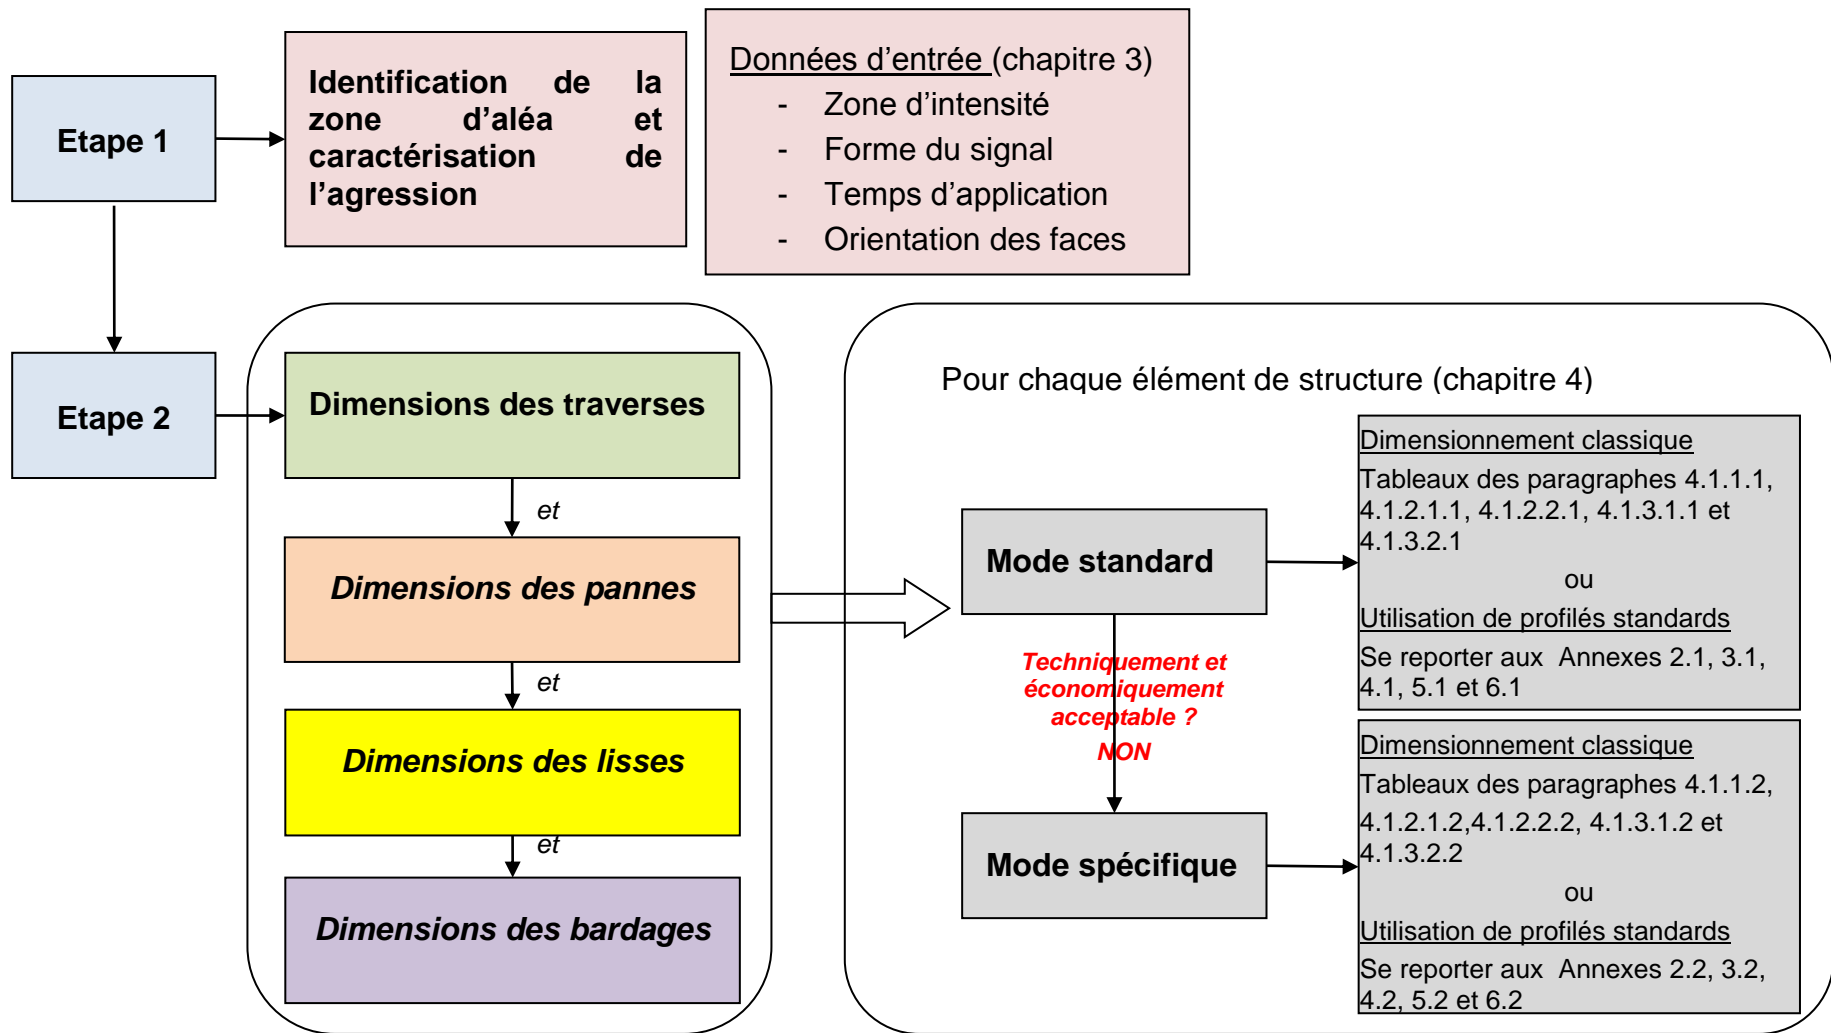 Etape 1
Identification de la
zone d'aléa et
caractérisation de
l'agression
Données d'entrée (chapitre 3)
- Zone d'intensité
- Forme du signal
- Temps d'application
- Orientation des faces
Etape 2
Dimensions des traverses
et
Dimensions des pannes
et
Dimensions des lisses
et
Dimensions des bardages
Pour chaque élément de structure (chapitre 4)
Mode standard
Techniquement et
économiquement
acceptable ?
NON
Mode spécifique
Dimensionnement classique
Tableaux des paragraphes 4.1.1.1,
4.1.2.1.1, 4.1.2.2.1, 4.1.3.1.1 et
4.1.3.2.1
ou
Utilisation de profilés standards
Se reporter aux  Annexes 2.1, 3.1,
4.1, 5.1 et 6.1
Dimensionnement classique
Tableaux des paragraphes 4.1.1.2,
4.1.2.1.2,4.1.2.2.2, 4.1.3.1.2 et
4.1.3.2.2
ou
Utilisation de profilés standards
Se reporter aux  Annexes 2.2, 3.2,
4.2, 5.2 et 6.2